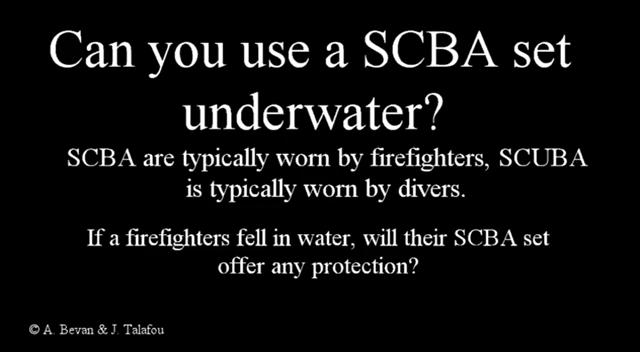 Can you use a SCBA set
underwater?
SCBA are typically worn by firefighters, SCUBA
is typically worn by divers.
If a firefighters fell in water, will their SCBA set
offer any protection?
© A. Bevan & J. Talafou